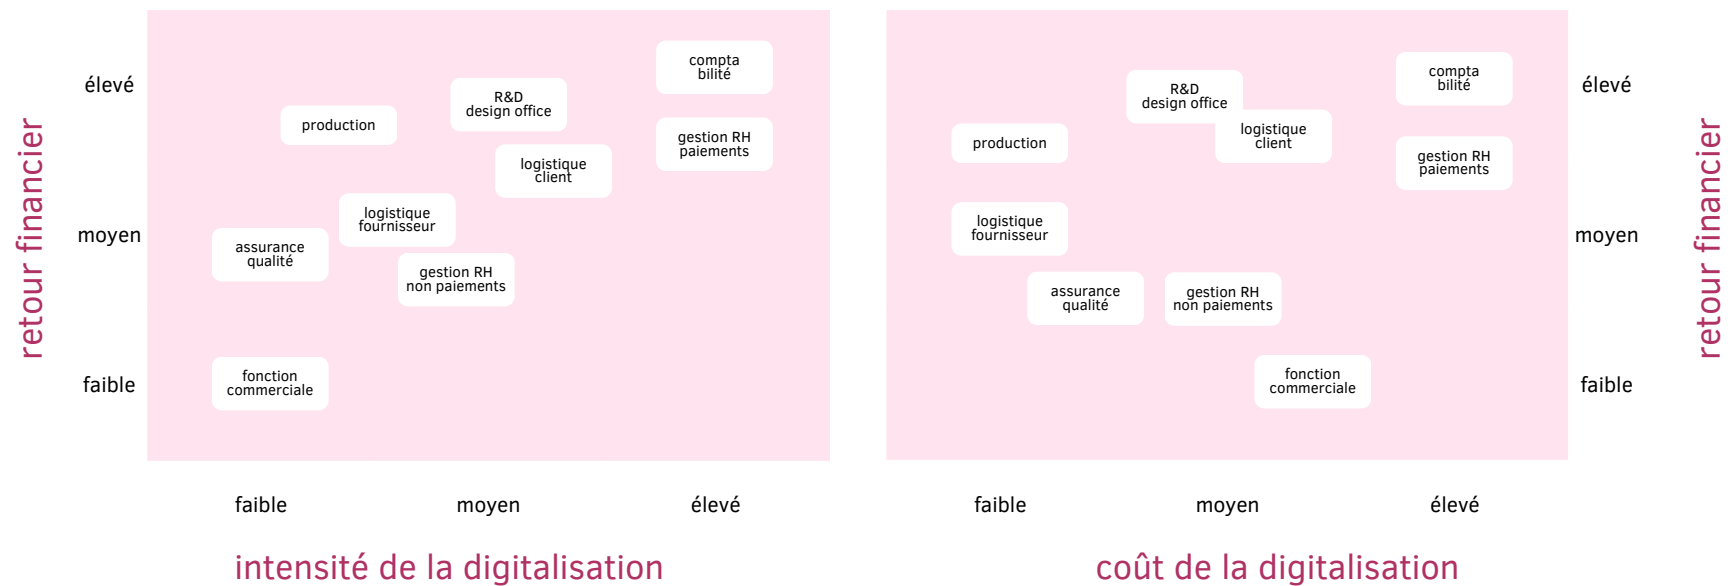 retour financier
élevé
moyen
faible
compta
bilité
R&D
design office
production
gestion RH
paiements
logistique
client
logistique
fournisseur
assurance
qualité
gestion RH
non paiements
fonction
commerciale
faible
moyen
élevé
intensité de la digitalisation
compta
bilité
R&D
design office
logistique
client
production
gestion RH
paiements
logistique
fournisseur
assurance
qualité
gestion RH
non paiements
fonction
commerciale
élevé
moyen
faible
retour financier
faible
moyen
élevé
coût de la digitalisation